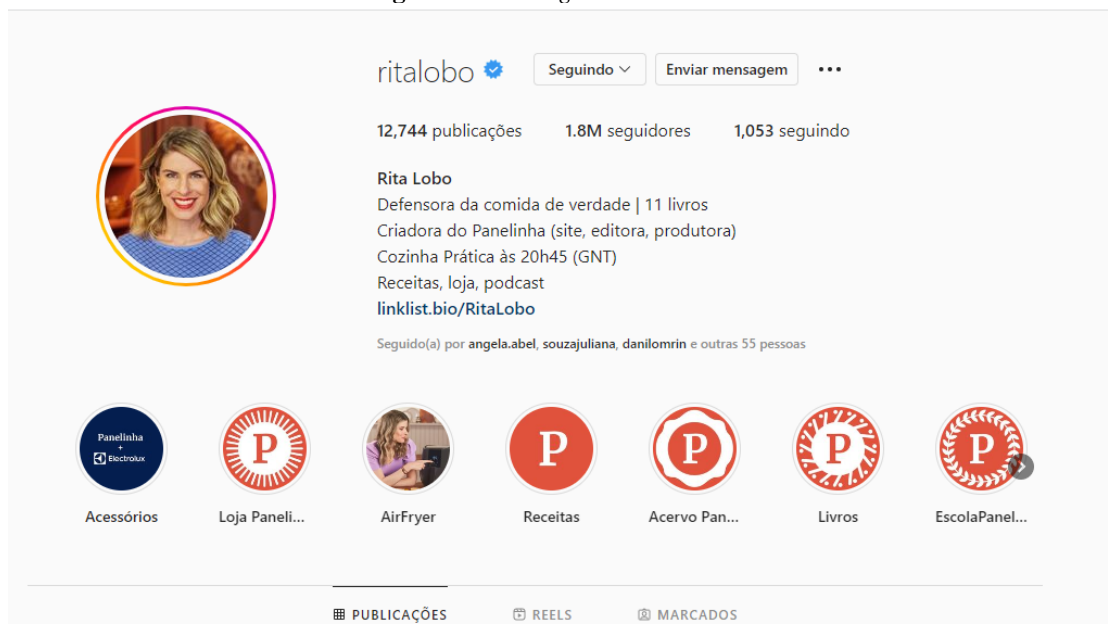 ritalobo Seguindo Enviar mensagem
12,744 publicações 1.8M seguidores 1,053 seguindo
Rita Lobo
Defensora da comida de verdade | 11 livros
Criadora do Panelinha (site, editora, produtora)
Cozinha Prática às 20h45 (GNT)
Receitas, loja, podcast
linklist.bio/RitaLobo
Seguido(a) por angela.abel, souzajuliana, danilomrin e outras 55 pessoas
Panelinha
+
Electrolux
P
P
P
P
P
Acessórios Loja Paneli... AirFryer Receitas Acervo Pan... Livros EscolaPanel...
PUBLICAÇÕES REELS MARCADOS